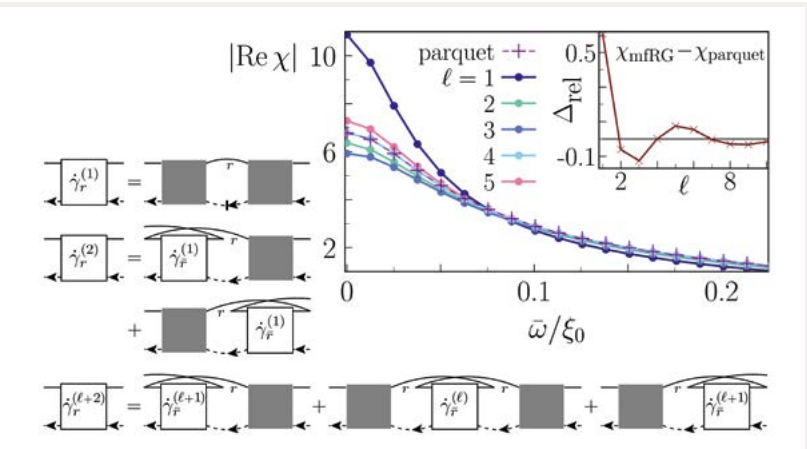 |Re χ|
10
6
2
parquet
ℓ = 1
2
3
4
5
0
0.1
0.2
ω̄/ξ₀
χ_mfRG − χ_parquet
Δ_rel
0.5
-0.1
2
ℓ
8
γ̇_r^(1) = r
γ̇_r^(2) = γ̇_r̄^(1) r
+ r γ̇_r̄^(1)
γ̇_r^(ℓ+2) = γ̇_r̄^(ℓ+1) r + r γ̇_r̄^(ℓ) r + r γ̇_r̄^(ℓ+1)